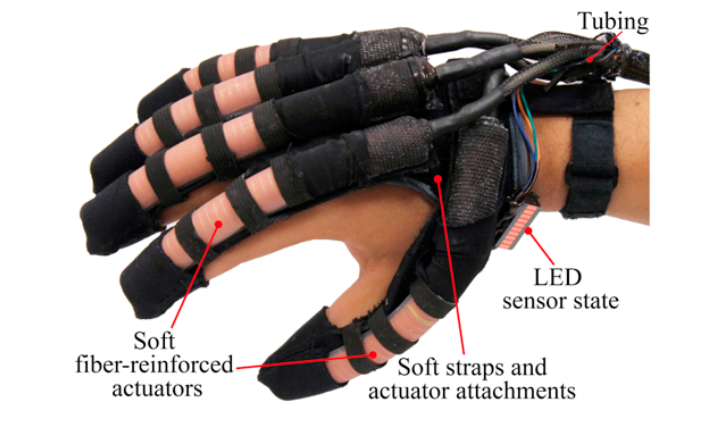 Tubing
LED
sensor state
Soft
fiber-reinforced
actuators
Soft straps and
actuator attachments